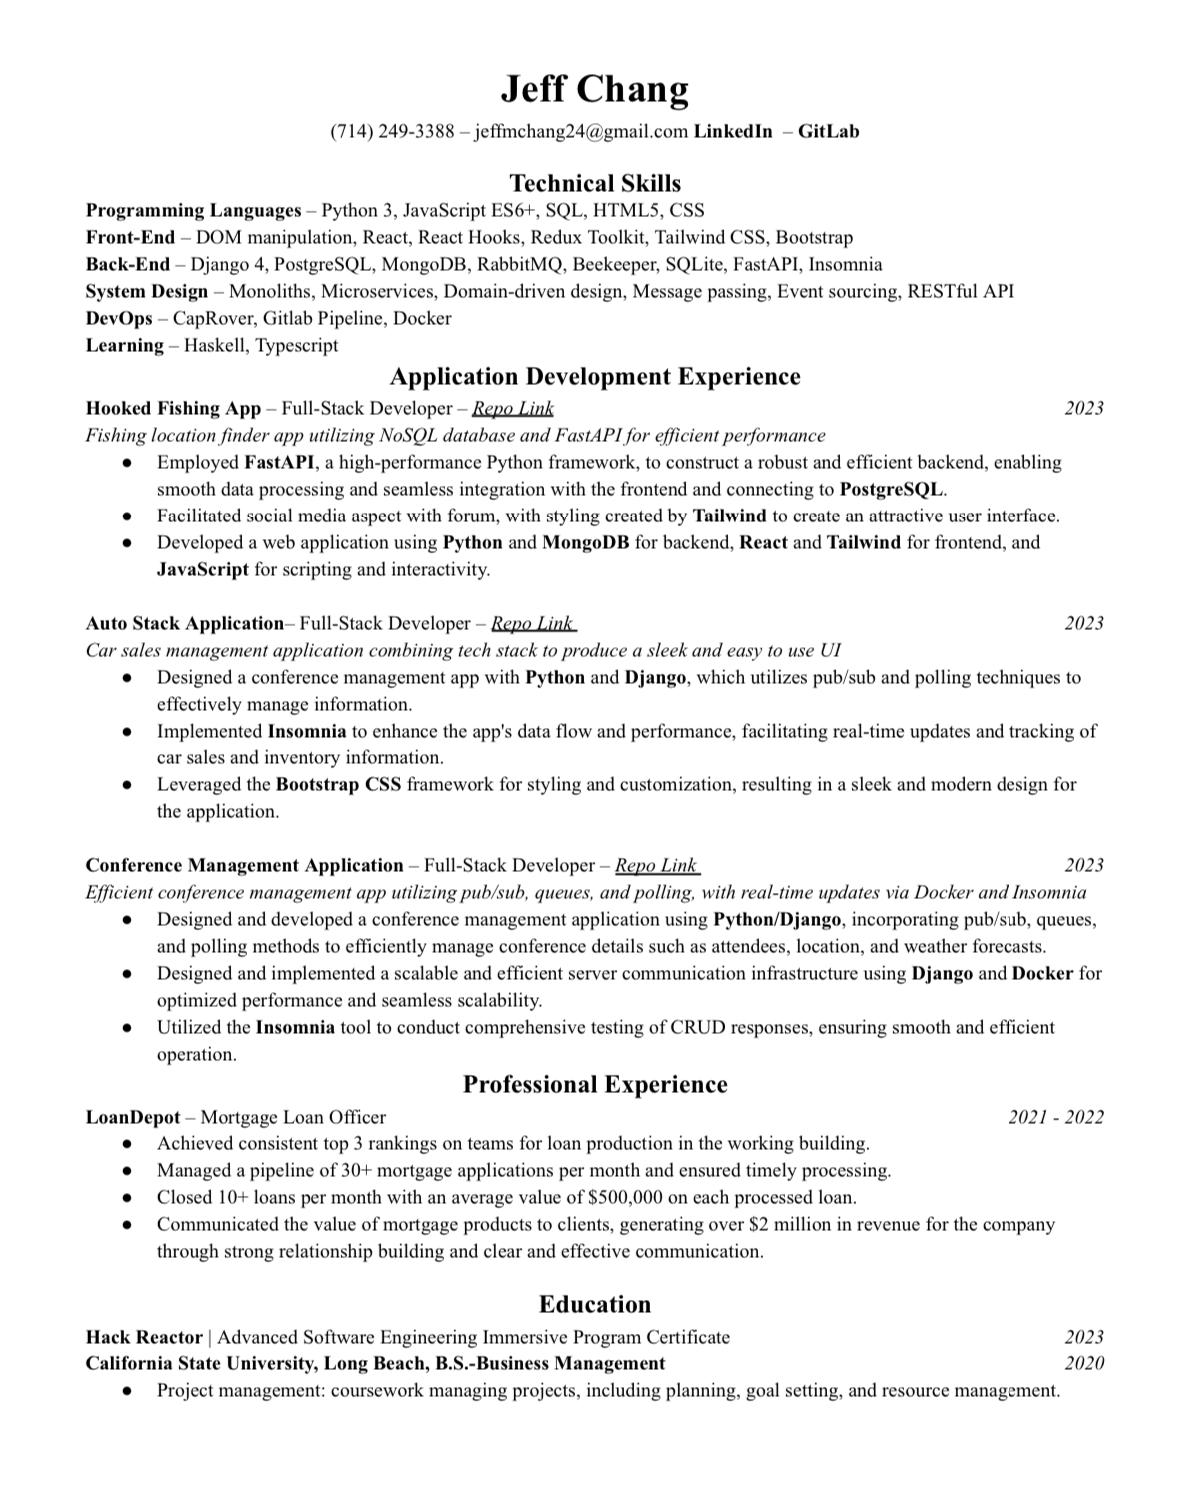 Jeff Chang
(714) 249-3388 – jeffmchang24@gmail.com LinkedIn – GitLab
Technical Skills
Programming Languages – Python 3, JavaScript ES6+, SQL, HTML5, CSS
Front-End – DOM manipulation, React, React Hooks, Redux Toolkit, Tailwind CSS, Bootstrap
Back-End – Django 4, PostgreSQL, MongoDB, RabbitMQ, Beekeeper, SQLite, FastAPI, Insomnia
System Design – Monoliths, Microservices, Domain-driven design, Message passing, Event sourcing, RESTful API
DevOps – CapRover, Gitlab Pipeline, Docker
Learning – Haskell, Typescript
Application Development Experience
Hooked Fishing App – Full-Stack Developer – Repo Link 2023
Fishing location finder app utilizing NoSQL database and FastAPI for efficient performance
● Employed FastAPI, a high-performance Python framework, to construct a robust and efficient backend, enabling
smooth data processing and seamless integration with the frontend and connecting to PostgreSQL.
● Facilitated social media aspect with forum, with styling created by Tailwind to create an attractive user interface.
● Developed a web application using Python and MongoDB for backend, React and Tailwind for frontend, and
JavaScript for scripting and interactivity.
Auto Stack Application– Full-Stack Developer – Repo Link 2023
Car sales management application combining tech stack to produce a sleek and easy to use UI
● Designed a conference management app with Python and Django, which utilizes pub/sub and polling techniques to
effectively manage information.
● Implemented Insomnia to enhance the app's data flow and performance, facilitating real-time updates and tracking of
car sales and inventory information.
● Leveraged the Bootstrap CSS framework for styling and customization, resulting in a sleek and modern design for
the application.
Conference Management Application – Full-Stack Developer – Repo Link 2023
Efficient conference management app utilizing pub/sub, queues, and polling, with real-time updates via Docker and Insomnia
● Designed and developed a conference management application using Python/Django, incorporating pub/sub, queues,
and polling methods to efficiently manage conference details such as attendees, location, and weather forecasts.
● Designed and implemented a scalable and efficient server communication infrastructure using Django and Docker for
optimized performance and seamless scalability.
● Utilized the Insomnia tool to conduct comprehensive testing of CRUD responses, ensuring smooth and efficient
operation.
Professional Experience
LoanDepot – Mortgage Loan Officer 2021 - 2022
● Achieved consistent top 3 rankings on teams for loan production in the working building.
● Managed a pipeline of 30+ mortgage applications per month and ensured timely processing.
● Closed 10+ loans per month with an average value of $500,000 on each processed loan.
● Communicated the value of mortgage products to clients, generating over $2 million in revenue for the company
through strong relationship building and clear and effective communication.
Education
Hack Reactor | Advanced Software Engineering Immersive Program Certificate 2023
California State University, Long Beach, B.S.-Business Management 2020
● Project management: coursework managing projects, including planning, goal setting, and resource management.